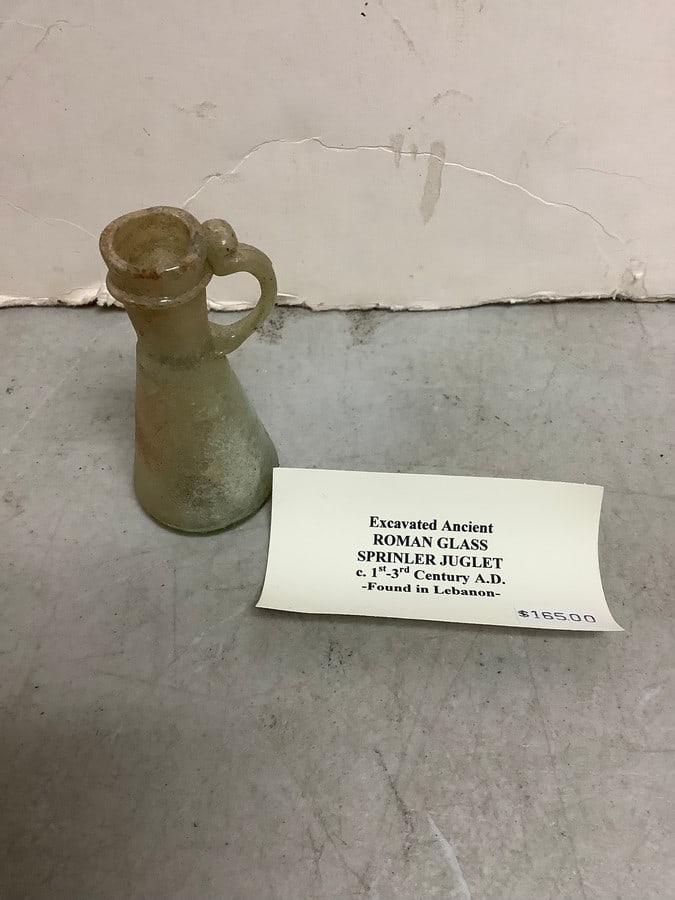 Excavated Ancient
ROMAN GLASS
SPRINLER JUGLET
c. 1st-3rd Century A.D.
-Found in Lebanon-
$165.00